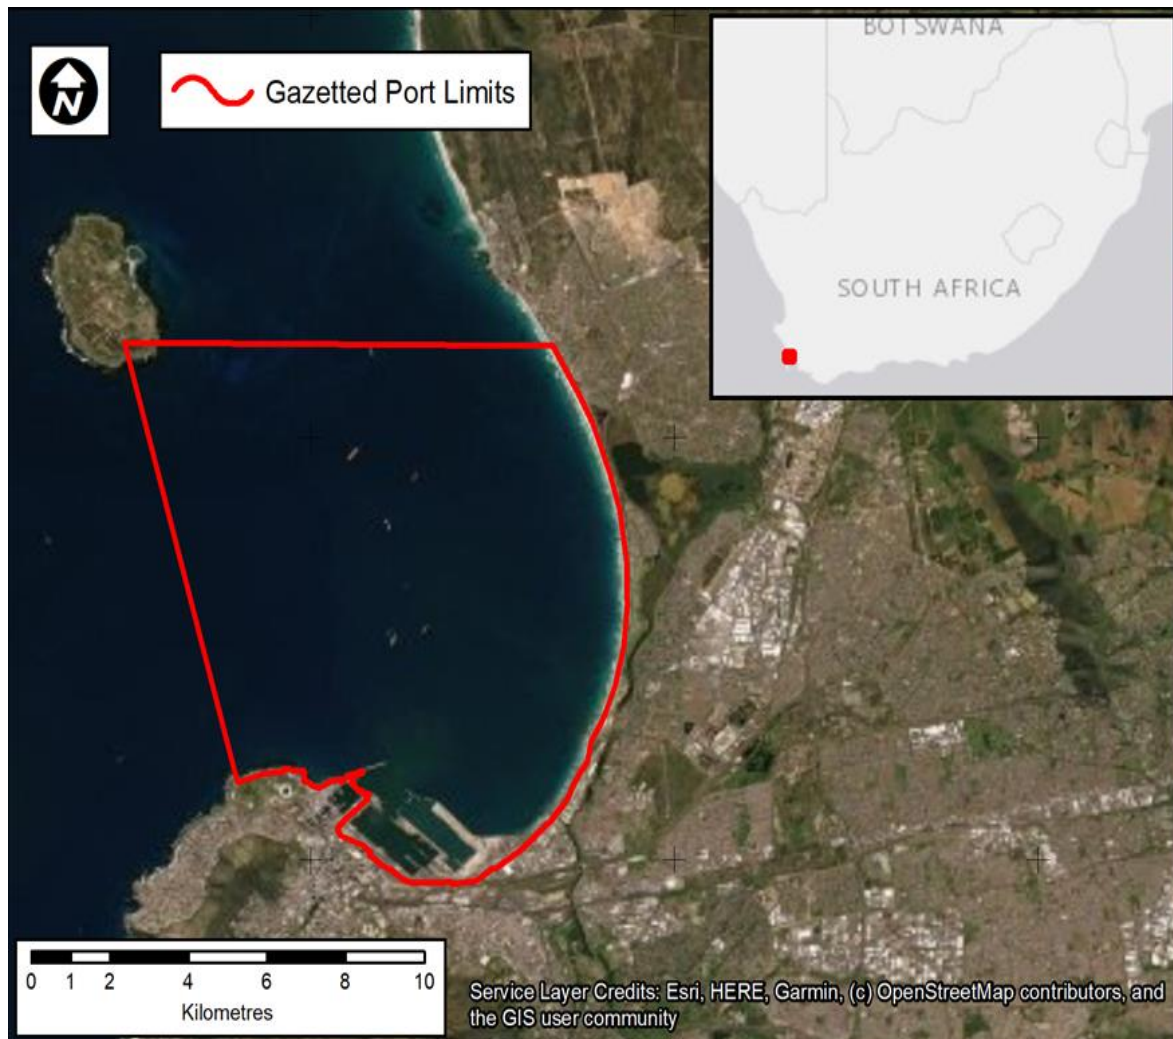 N
Gazetted Port Limits
BOTSWANA
SOUTH AFRICA
0 1 2 4 6 8 10
Kilometres
Service Layer Credits: Esri, HERE, Garmin, (c) OpenStreetMap contributors, and
the GIS user community